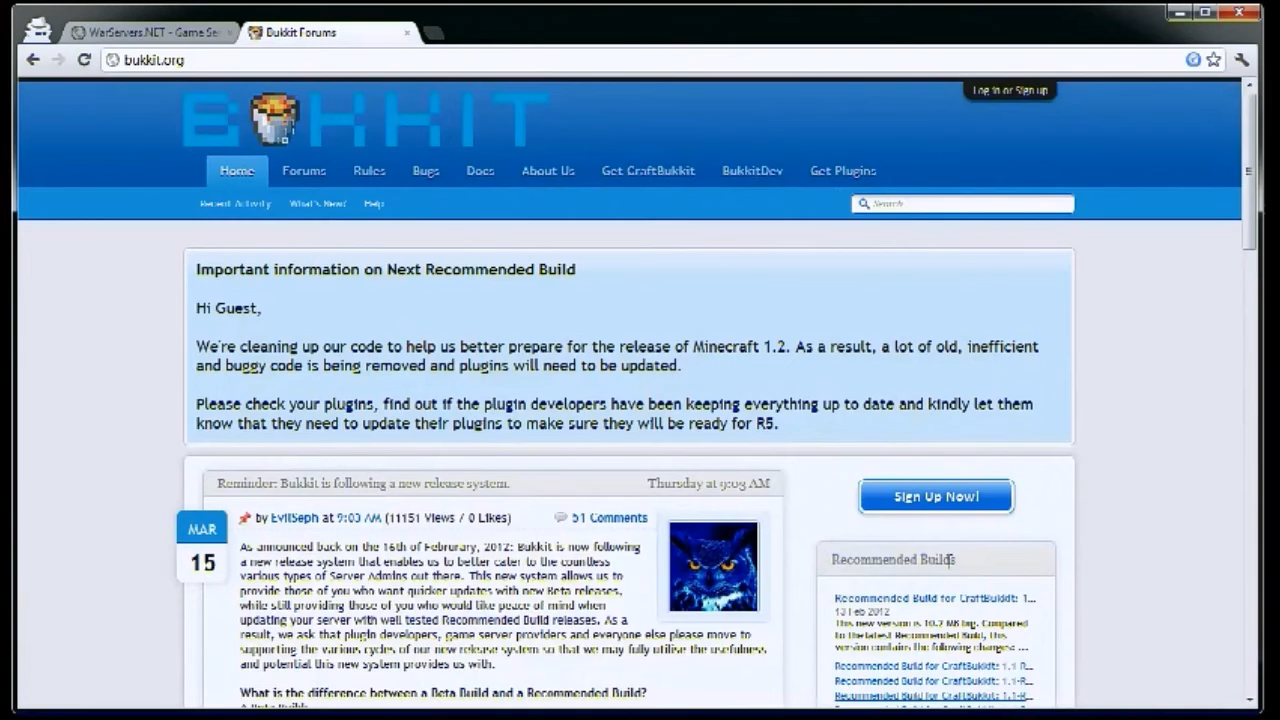 WarServers.NET - Game Se
Bukkit Forums
bukkit.org
Log in or Sign up
BUKKIT
Home Forums Rules Bugs Docs About Us Get CraftBukkit BukkitDev Get Plugins
Recent Activity What's New? Help
Search
Important information on Next Recommended Build
Hi Guest,
We're cleaning up our code to help us better prepare for the release of Minecraft 1.2. As a result, a lot of old, inefficient
and buggy code is being removed and plugins will need to be updated.
Please check your plugins, find out if the plugin developers have been keeping everything up to date and kindly let them
know that they need to update their plugins to make sure they will be ready for R5.
Reminder: Bukkit is following a new release system. Thursday at 9:03 AM
MAR
15
by EvilSeph at 9:03 AM (11151 Views / 0 Likes) 51 Comments
As announced back on the 16th of Februrary, 2012: Bukkit is now following
a new release system that enables us to better cater to the countless
various types of Server Admins out there. This new system allows us to
provide those of you who want quicker updates with new Beta releases,
while still providing those of you who would like peace of mind when
updating your server with well tested Recommended Build releases. As a
result, we ask that plugin developers, game server providers and everyone else please move to
supporting the various cycles of our new release system so that we may fully utilise the usefulness
and potential this new system provides us with.
What is the difference between a Beta Build and a Recommended Build?
A Beta Build
Sign Up Now!
Recommended Builds
Recommended Build for CraftBukkit: 1...
13 Feb 2012
This new version is 10.2 MB big. Compared
to the latest Recommended Build, this
version contains the following changes: ...
Recommended Build for CraftBukkit: 1.1-R...
Recommended Build for CraftBukkit: 1.1-R...
Recommended Build for CraftBukkit: 1.1-R...